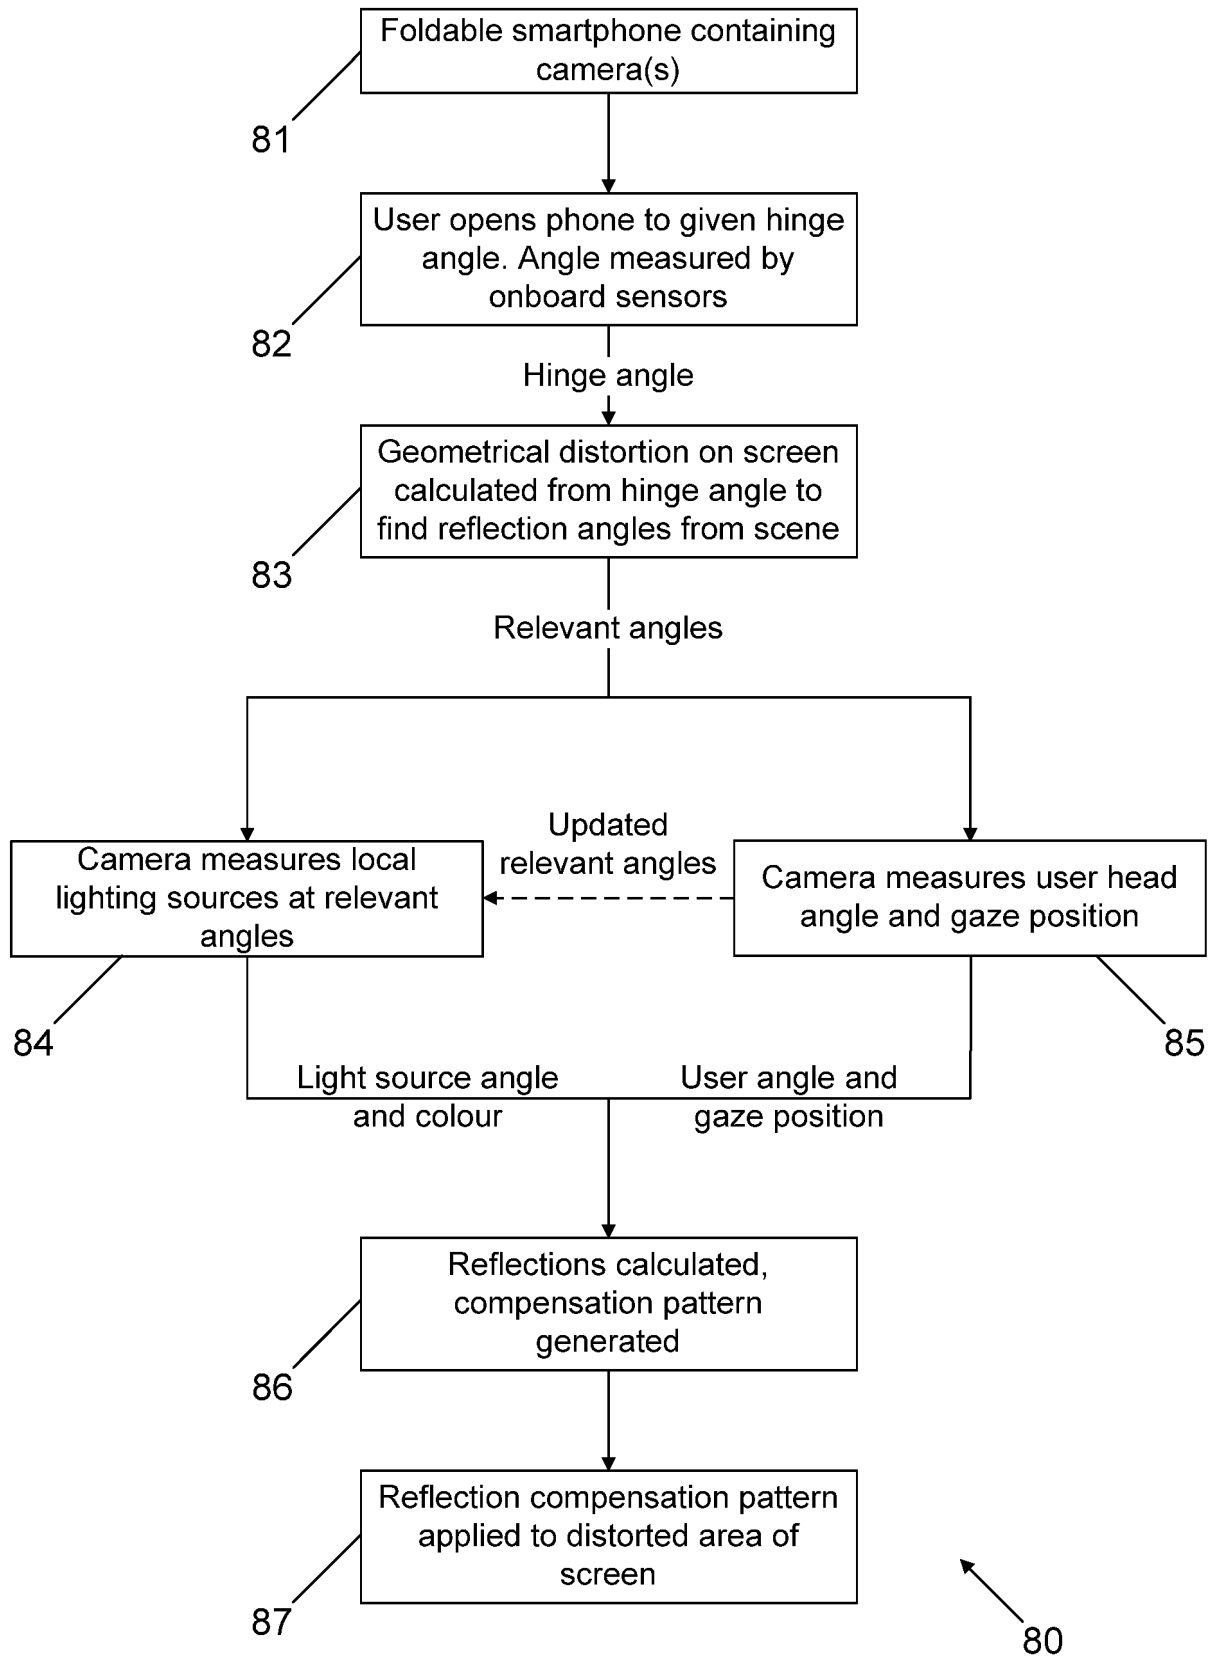 Foldable smartphone containing
camera(s)
81
User opens phone to given hinge
angle. Angle measured by
onboard sensors
82
Hinge angle
Geometrical distortion on screen
calculated from hinge angle to
find reflection angles from scene
83
Relevant angles
Updated
relevant angles
Camera measures local
lighting sources at relevant
angles
Camera measures user head
angle and gaze position
84
85
Light source angle
and colour
User angle and
gaze position
Reflections calculated,
compensation pattern
generated
86
Reflection compensation pattern
applied to distorted area of
screen
87
80